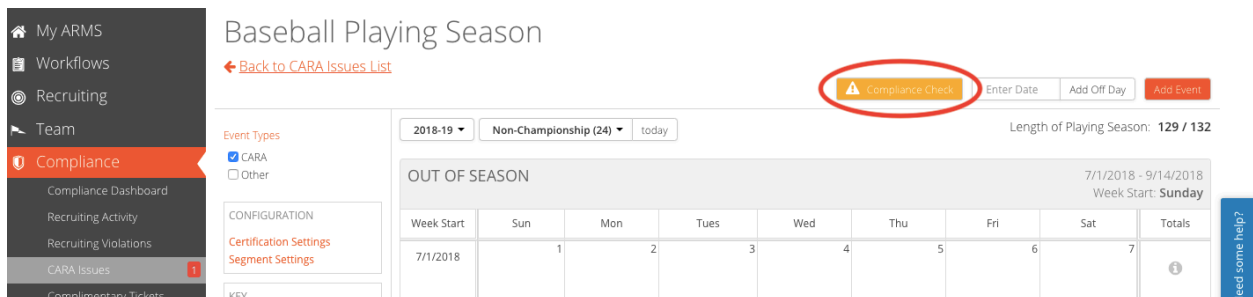 My ARMS
Workflows
Recruiting
Team
Compliance
Compliance Dashboard
Recruiting Activity
Recruiting Violations
CARA Issues 1
Complimentary Tickets
Baseball Playing Season
Back to CARA Issues List
Compliance Check Enter Date Add Off Day Add Event
Event Types
CARA
Other
CONFIGURATION
Certification Settings
Segment Settings
KEY
2018-19 Non-Championship (24) today
Length of Playing Season: 129 / 132
OUT OF SEASON
7/1/2018 - 9/14/2018
Week Start: Sunday
Week Start Sun Mon Tues Wed Thu Fri Sat Totals
7/1/2018 1 2 3 4 5 6 7
eed some help?